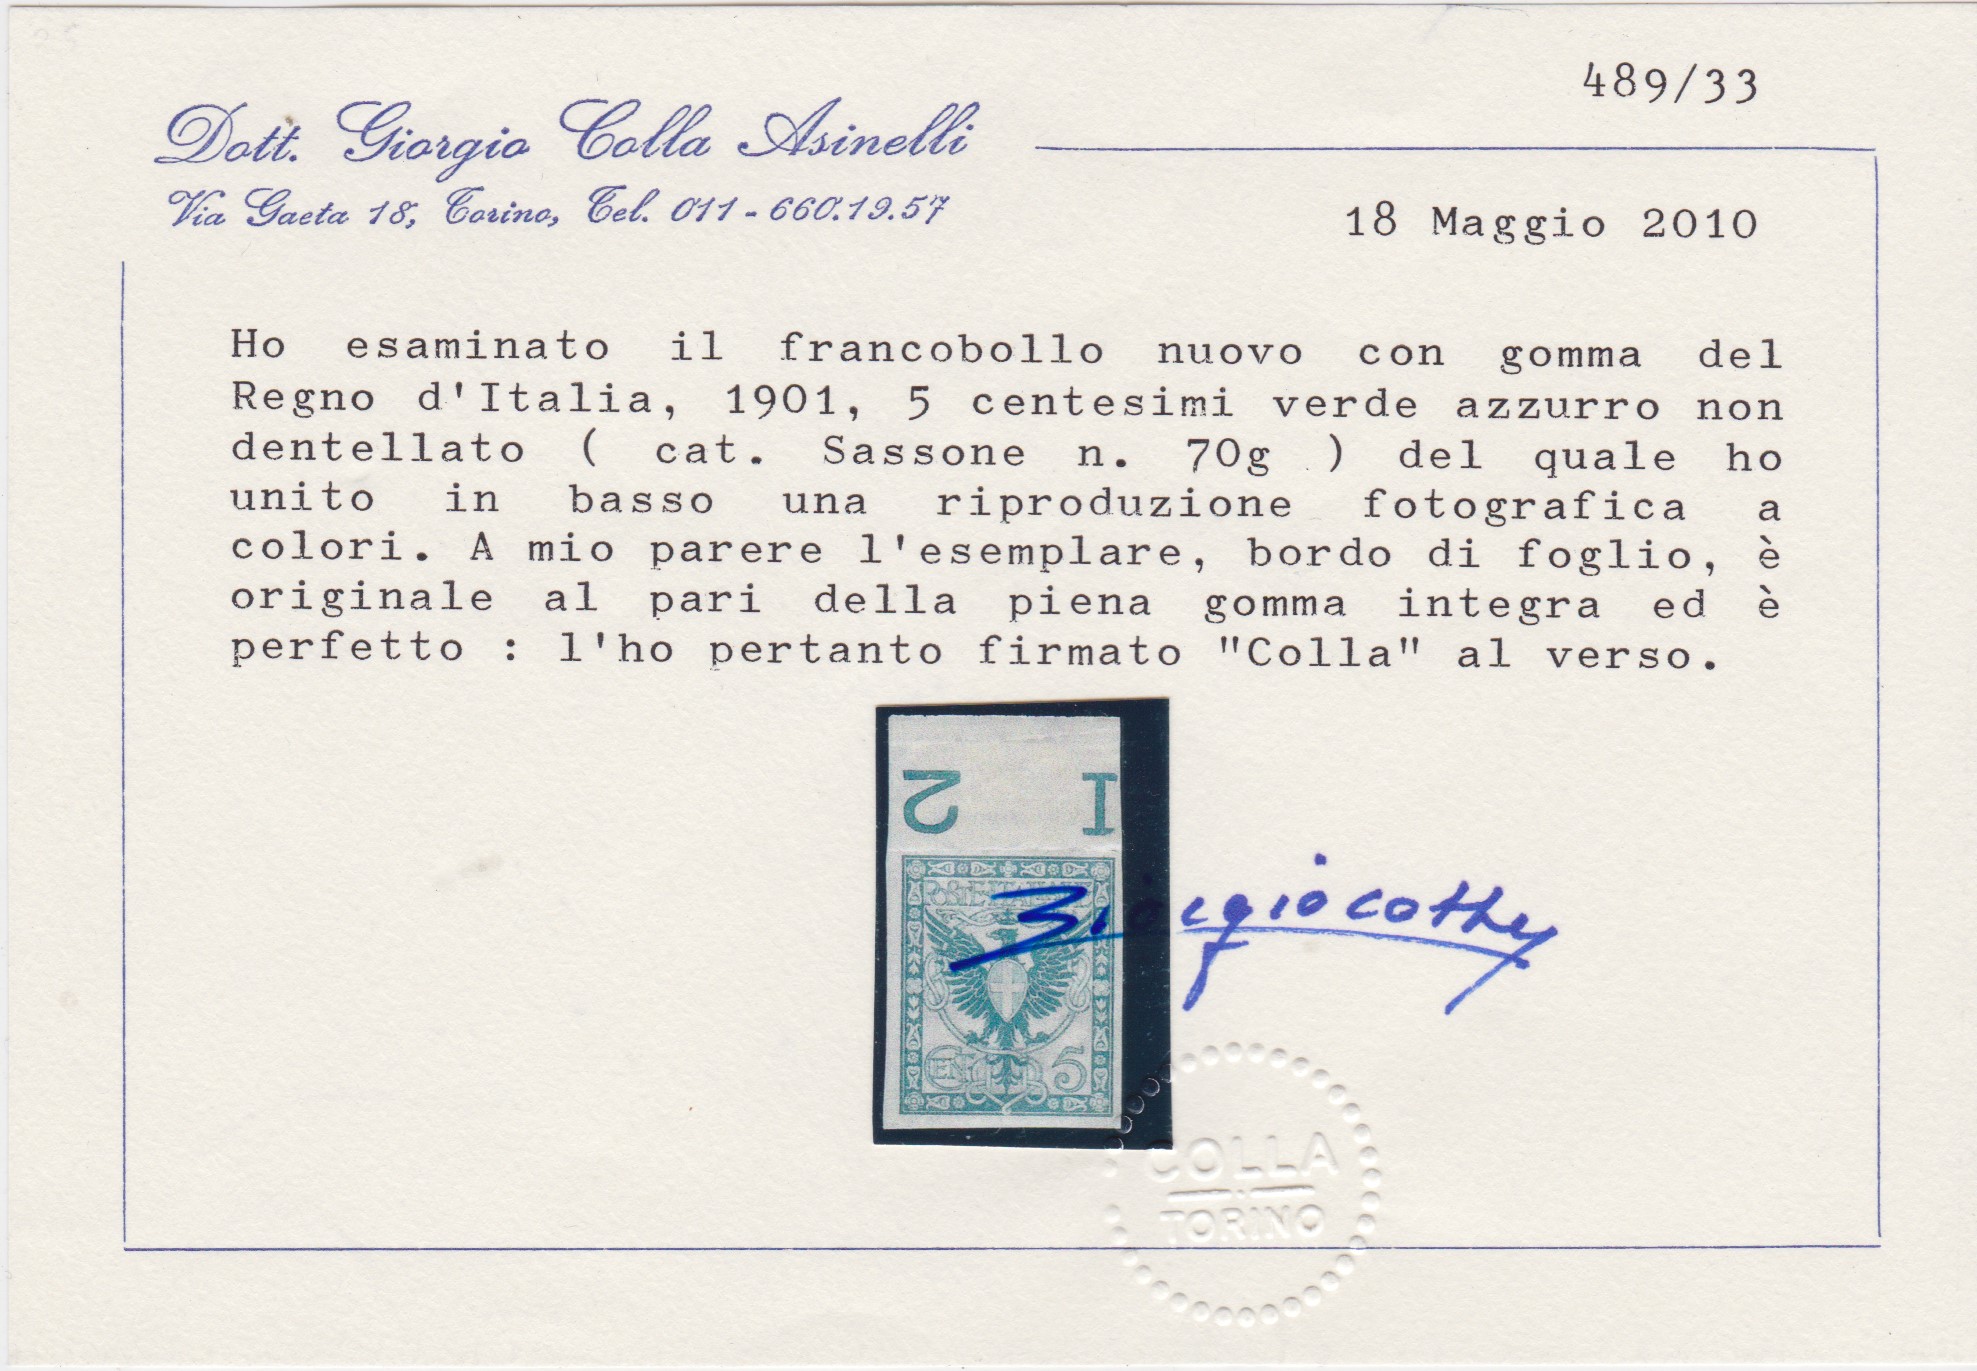 489/33
Dott. Giorgio Colla Asinelli
Via Gaeta 18, Torino, Tel. 011-660.19.57
18 Maggio 2010
Ho esaminato il francobollo nuovo con gomma del
Regno d'Italia, 1901, 5 centesimi verde azzurro non
dentellato ( cat. Sassone n. 70g ) del quale ho
unito in basso una riproduzione fotografica a
colori. A mio parere l'esemplare, bordo di foglio, è
originale al pari della piena gomma integra ed è
perfetto : l'ho pertanto firmato "Colla" al verso.
2 I
POSTE ITALIANE
CEN 5
COLLA
TORINO